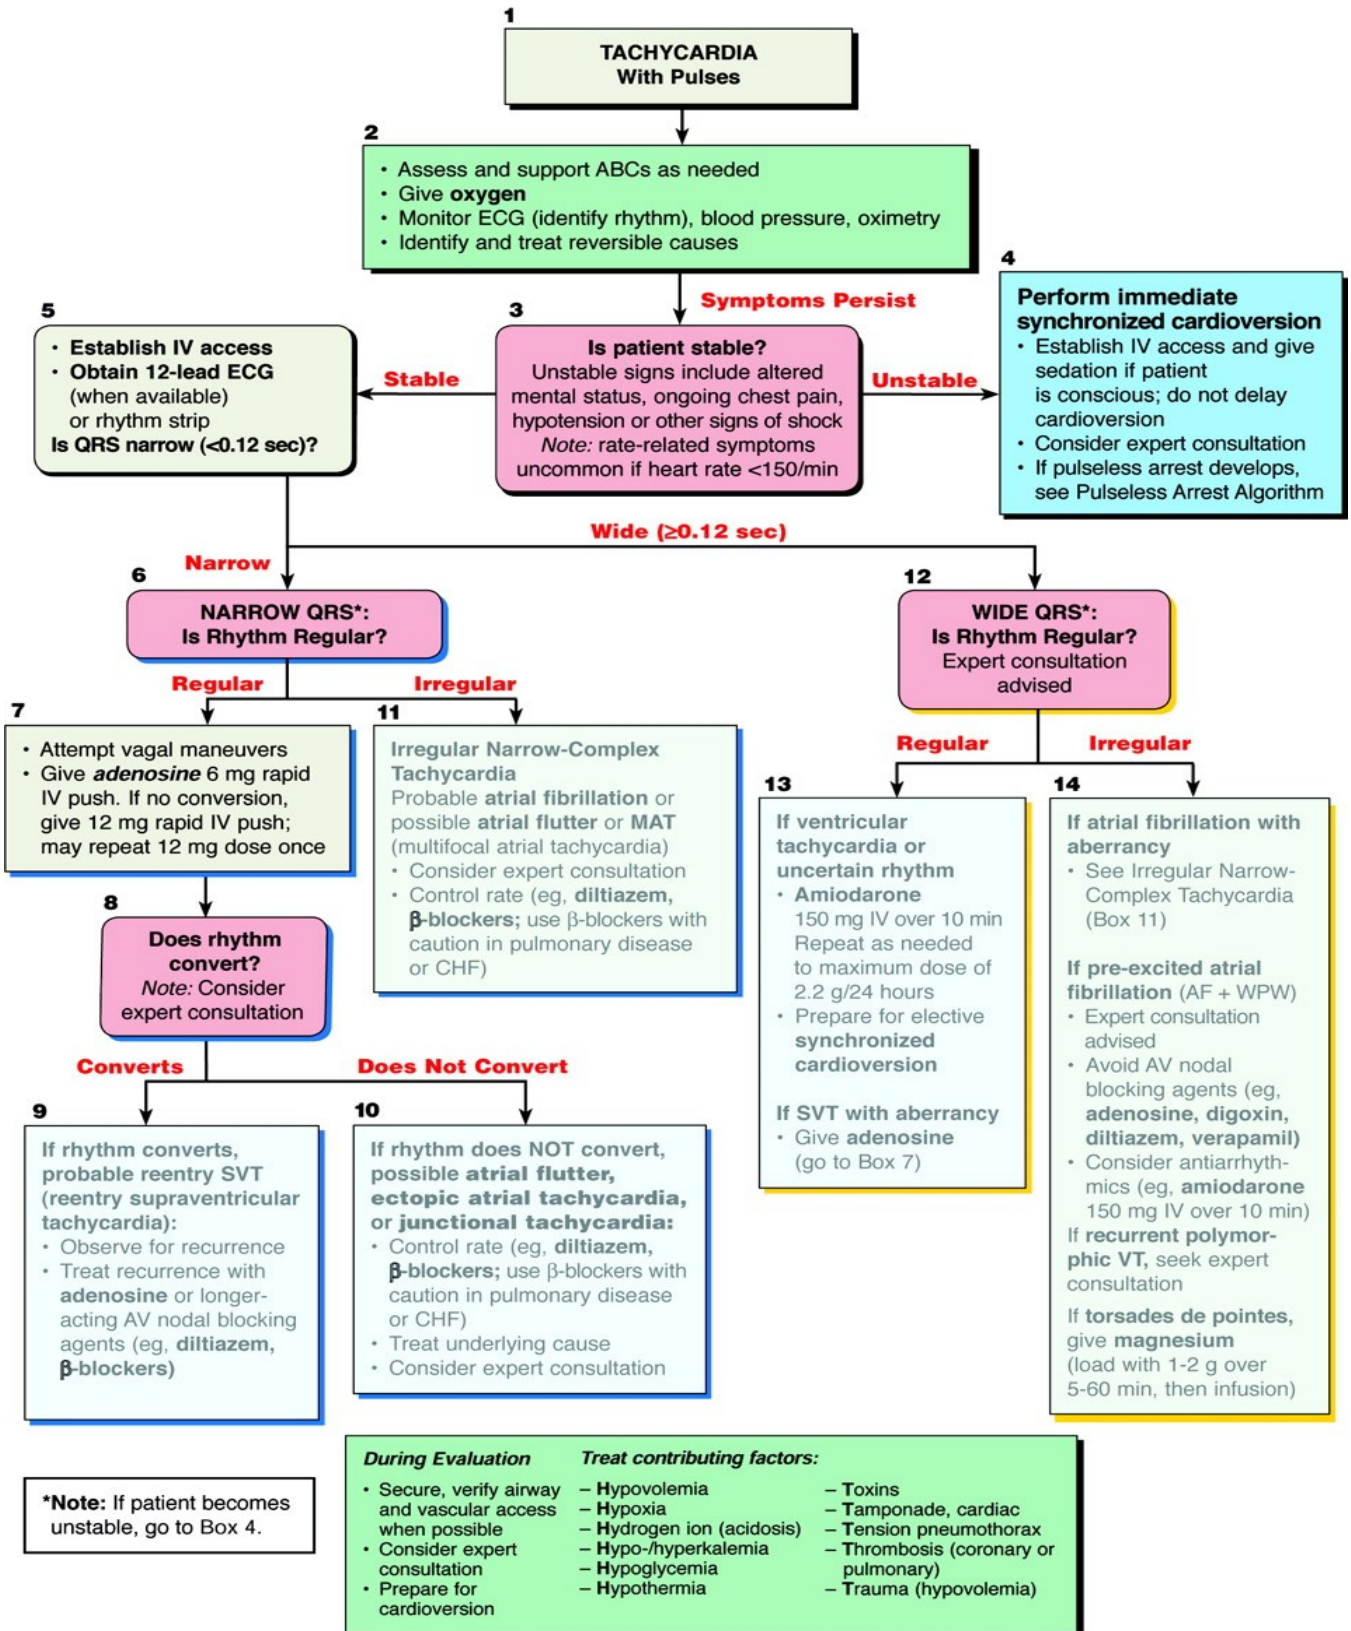 1
TACHYCARDIA
With Pulses
2
• Assess and support ABCs as needed
• Give oxygen
• Monitor ECG (identify rhythm), blood pressure, oximetry
• Identify and treat reversible causes
Symptoms Persist
3
Is patient stable?
Unstable signs include altered
mental status, ongoing chest pain,
hypotension or other signs of shock
Note: rate-related symptoms
uncommon if heart rate <150/min
Stable
Unstable
4
Perform immediate
synchronized cardioversion
• Establish IV access and give
sedation if patient
is conscious; do not delay
cardioversion
• Consider expert consultation
• If pulseless arrest develops,
see Pulseless Arrest Algorithm
5
• Establish IV access
• Obtain 12-lead ECG
(when available)
or rhythm strip
Is QRS narrow (<0.12 sec)?
Narrow
Wide (≥0.12 sec)
6
NARROW QRS*:
Is Rhythm Regular?
Regular
Irregular
7
• Attempt vagal maneuvers
• Give adenosine 6 mg rapid
IV push. If no conversion,
give 12 mg rapid IV push;
may repeat 12 mg dose once
8
Does rhythm
convert?
Note: Consider
expert consultation
Converts
Does Not Convert
9
If rhythm converts,
probable reentry SVT
(reentry supraventricular
tachycardia):
• Observe for recurrence
• Treat recurrence with
adenosine or longer-
acting AV nodal blocking
agents (eg, diltiazem,
β-blockers)
10
If rhythm does NOT convert,
possible atrial flutter,
ectopic atrial tachycardia,
or junctional tachycardia:
• Control rate (eg, diltiazem,
β-blockers; use β-blockers with
caution in pulmonary disease
or CHF)
• Treat underlying cause
• Consider expert consultation
11
Irregular Narrow-Complex
Tachycardia
Probable atrial fibrillation or
possible atrial flutter or MAT
(multifocal atrial tachycardia)
• Consider expert consultation
• Control rate (eg, diltiazem,
β-blockers; use β-blockers with
caution in pulmonary disease
or CHF)
12
WIDE QRS*:
Is Rhythm Regular?
Expert consultation
advised
Regular
Irregular
13
If ventricular
tachycardia or
uncertain rhythm
• Amiodarone
150 mg IV over 10 min
Repeat as needed
to maximum dose of
2.2 g/24 hours
• Prepare for elective
synchronized
cardioversion
If SVT with aberrancy
• Give adenosine
(go to Box 7)
14
If atrial fibrillation with
aberrancy
• See Irregular Narrow-
Complex Tachycardia
(Box 11)
If pre-excited atrial
fibrillation (AF + WPW)
• Expert consultation
advised
• Avoid AV nodal
blocking agents (eg,
adenosine, digoxin,
diltiazem, verapamil)
• Consider antiarrhyth-
mics (eg, amiodarone
150 mg IV over 10 min)
If recurrent polymor-
phic VT, seek expert
consultation
If torsades de pointes,
give magnesium
(load with 1-2 g over
5-60 min, then infusion)
*Note: If patient becomes
unstable, go to Box 4.
During Evaluation
• Secure, verify airway
and vascular access
when possible
• Consider expert
consultation
• Prepare for
cardioversion
Treat contributing factors:
– Hypovolemia
– Hypoxia
– Hydrogen ion (acidosis)
– Hypo-/hyperkalemia
– Hypoglycemia
– Hypothermia
– Toxins
– Tamponade, cardiac
– Tension pneumothorax
– Thrombosis (coronary or
pulmonary)
– Trauma (hypovolemia)